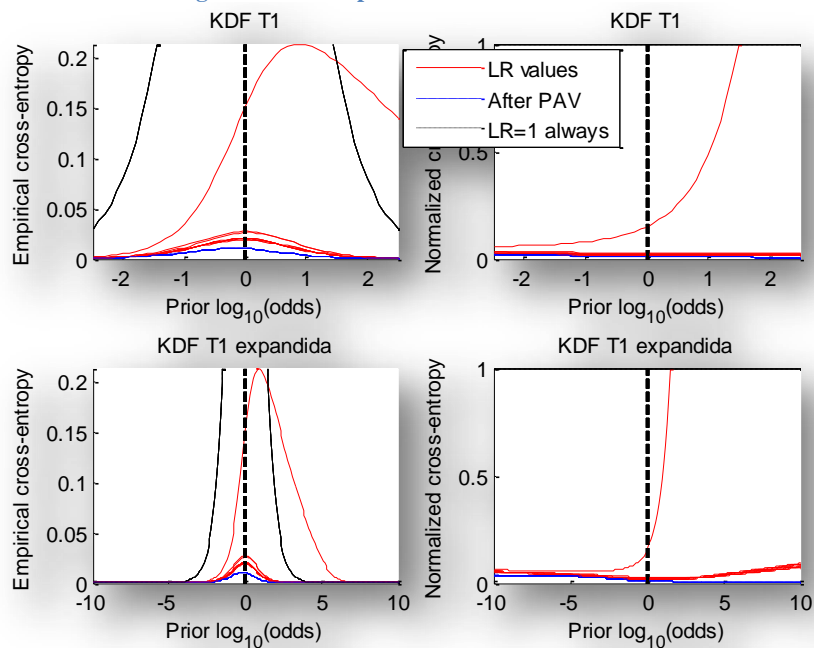 KDF T1
Empirical cross-entropy
0.2
0.15
0.1
0.05
0
-2
-1
0
1
2
Prior log10(odds)
KDF T1
Normalized cr
1
0.5
0
-2
-1
0
1
2
Prior log10(odds)
LR values
After PAV
LR=1 always
KDF T1 expandida
Empirical cross-entropy
0.2
0.15
0.1
0.05
0
-10
-5
0
5
10
Prior log10(odds)
KDF T1 expandida
Normalized cross-entropy
1
0.5
0
-10
-5
0
5
10
Prior log10(odds)